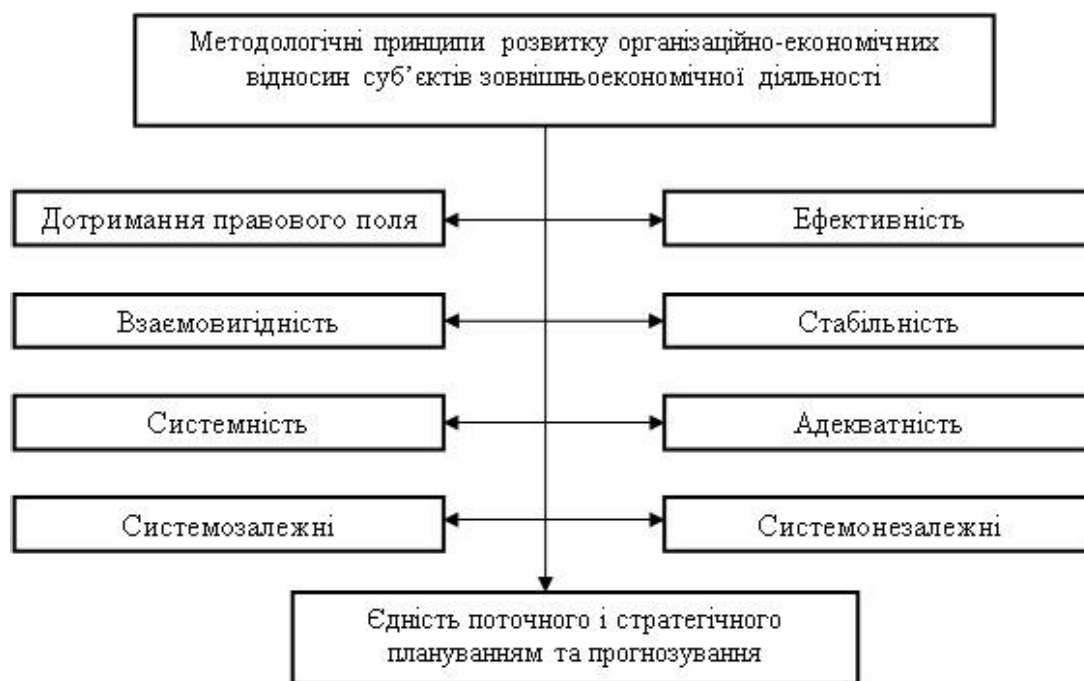 Методологічні принципи розвитку організаційно-економічних
відносин суб’єктів зовнішньоекономічної діяльності
Дотримання правового поля
Ефективність
Взаємовигідність
Стабільність
Системність
Адекватність
Системозалежні
Системонезалежні
Єдність поточного і стратегічного
плануванням та прогнозування